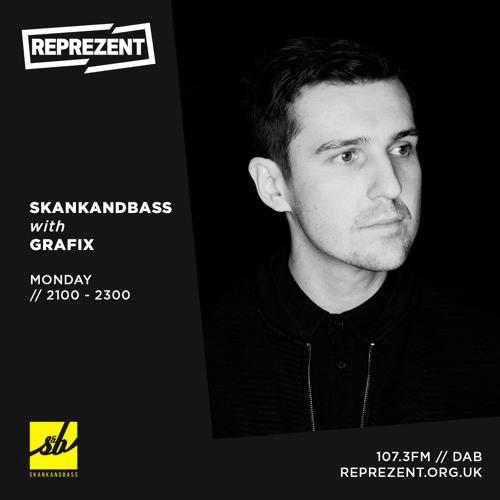 REPREZENT
SKANKANDBASS
with
GRAFIX
MONDAY
// 2100 - 2300
s&b
SKANKANDBASS
107.3FM // DAB
REPREZENT.ORG.UK